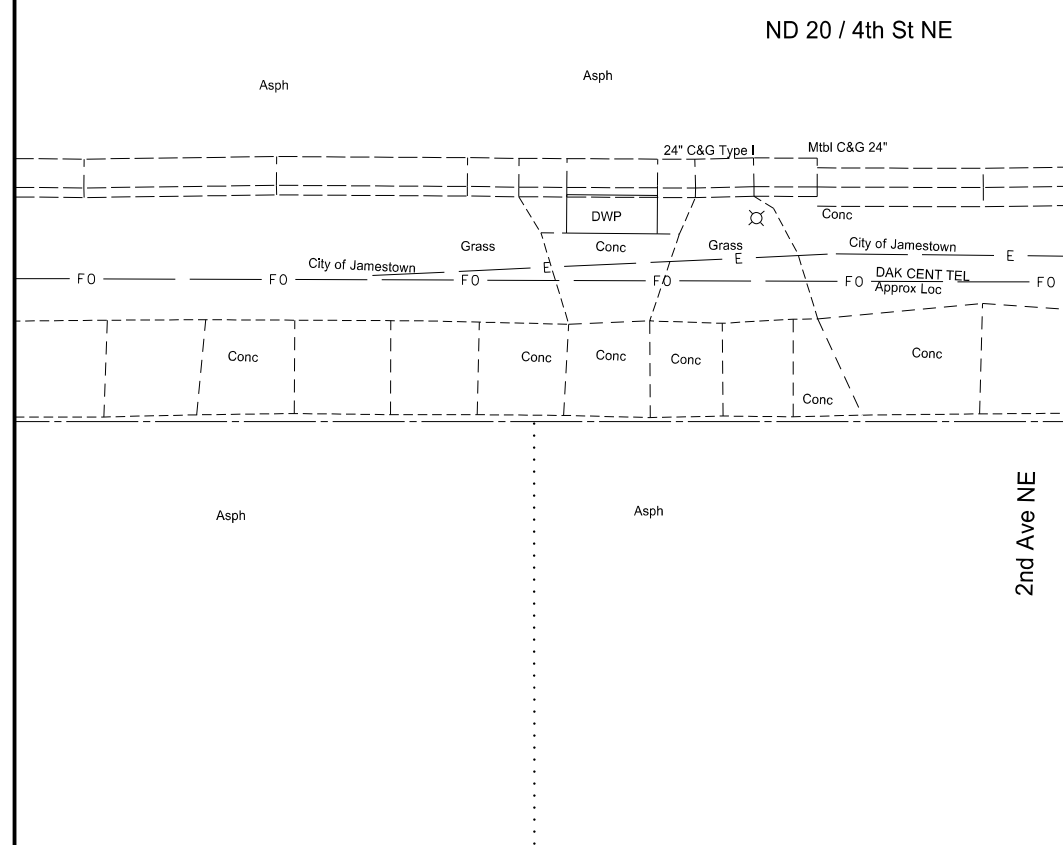 ND 20 / 4th St NE
Asph
Asph
24" C&G Type I
Mtbl C&G 24"
DWP
Conc
Grass
Conc
Grass
City of Jamestown
City of Jamestown
E
E
E
FO
FO
FO
FO
FO
DAK CENT TEL
FO
Approx Loc
Conc
Conc
Conc
Conc
Conc
Conc
2nd Ave NE
Asph
Asph